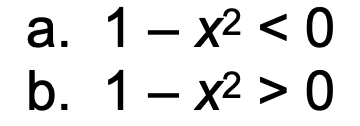 a. 1 – x² < 0
b. 1 – x² > 0